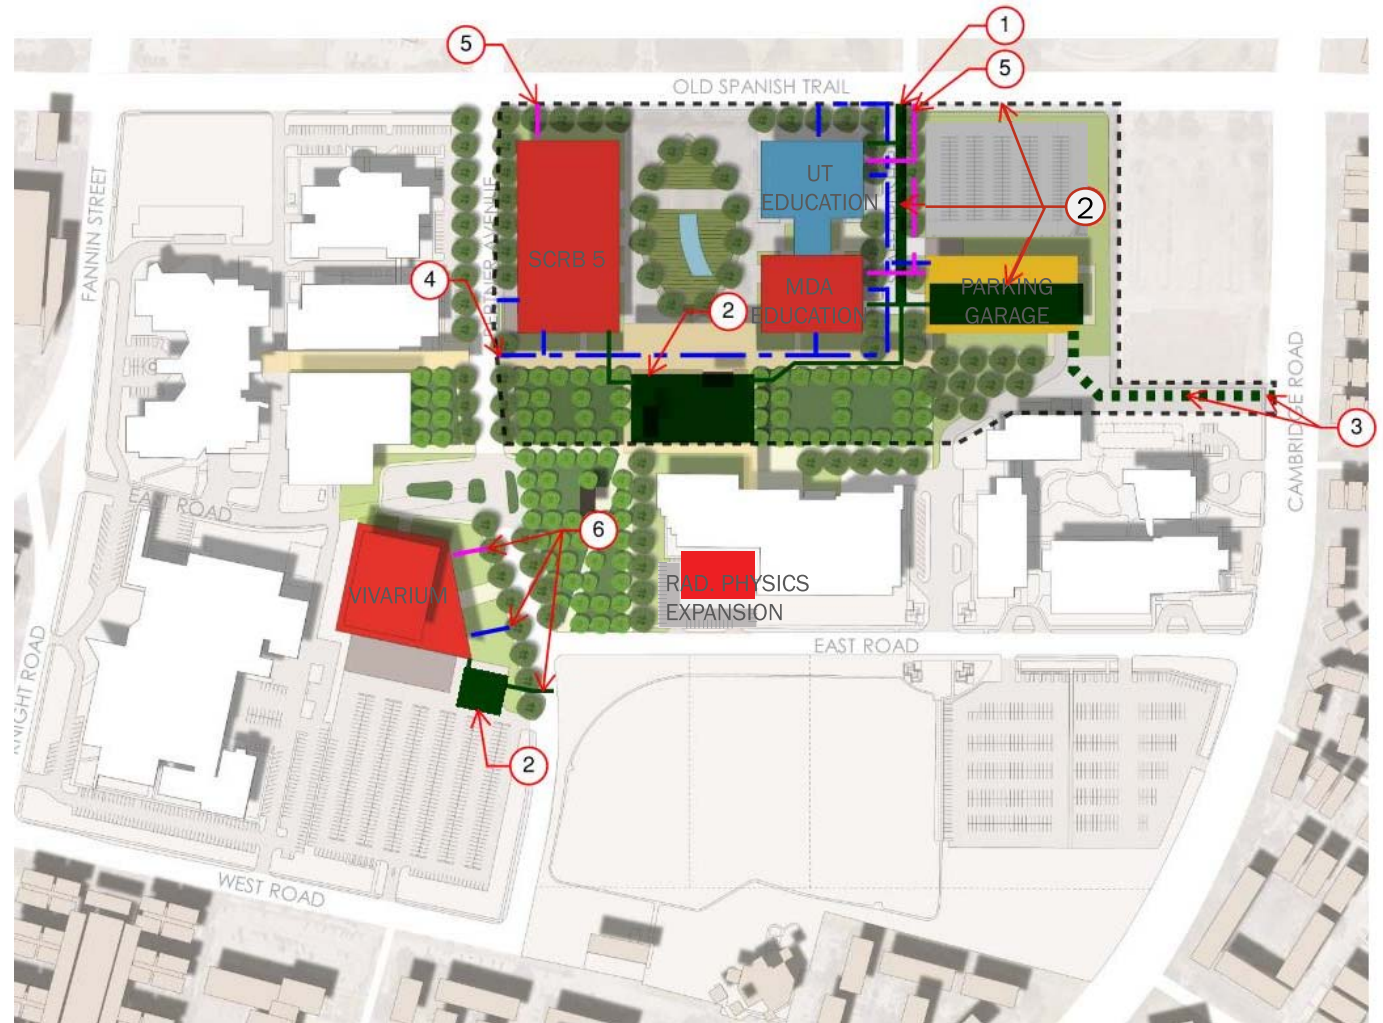 1
5
5
OLD SPANISH TRAIL
UT
EDUCATION
2
FANNIN STREET
SCRB 5
4
MDA
EDUCATION
2
PARKING
GARAGE
3
CAMBRIDGE ROAD
EAST ROAD
6
VIVARIUM
RAD. PHYSICS
EXPANSION
EAST ROAD
KNIGHT ROAD
2
WEST ROAD